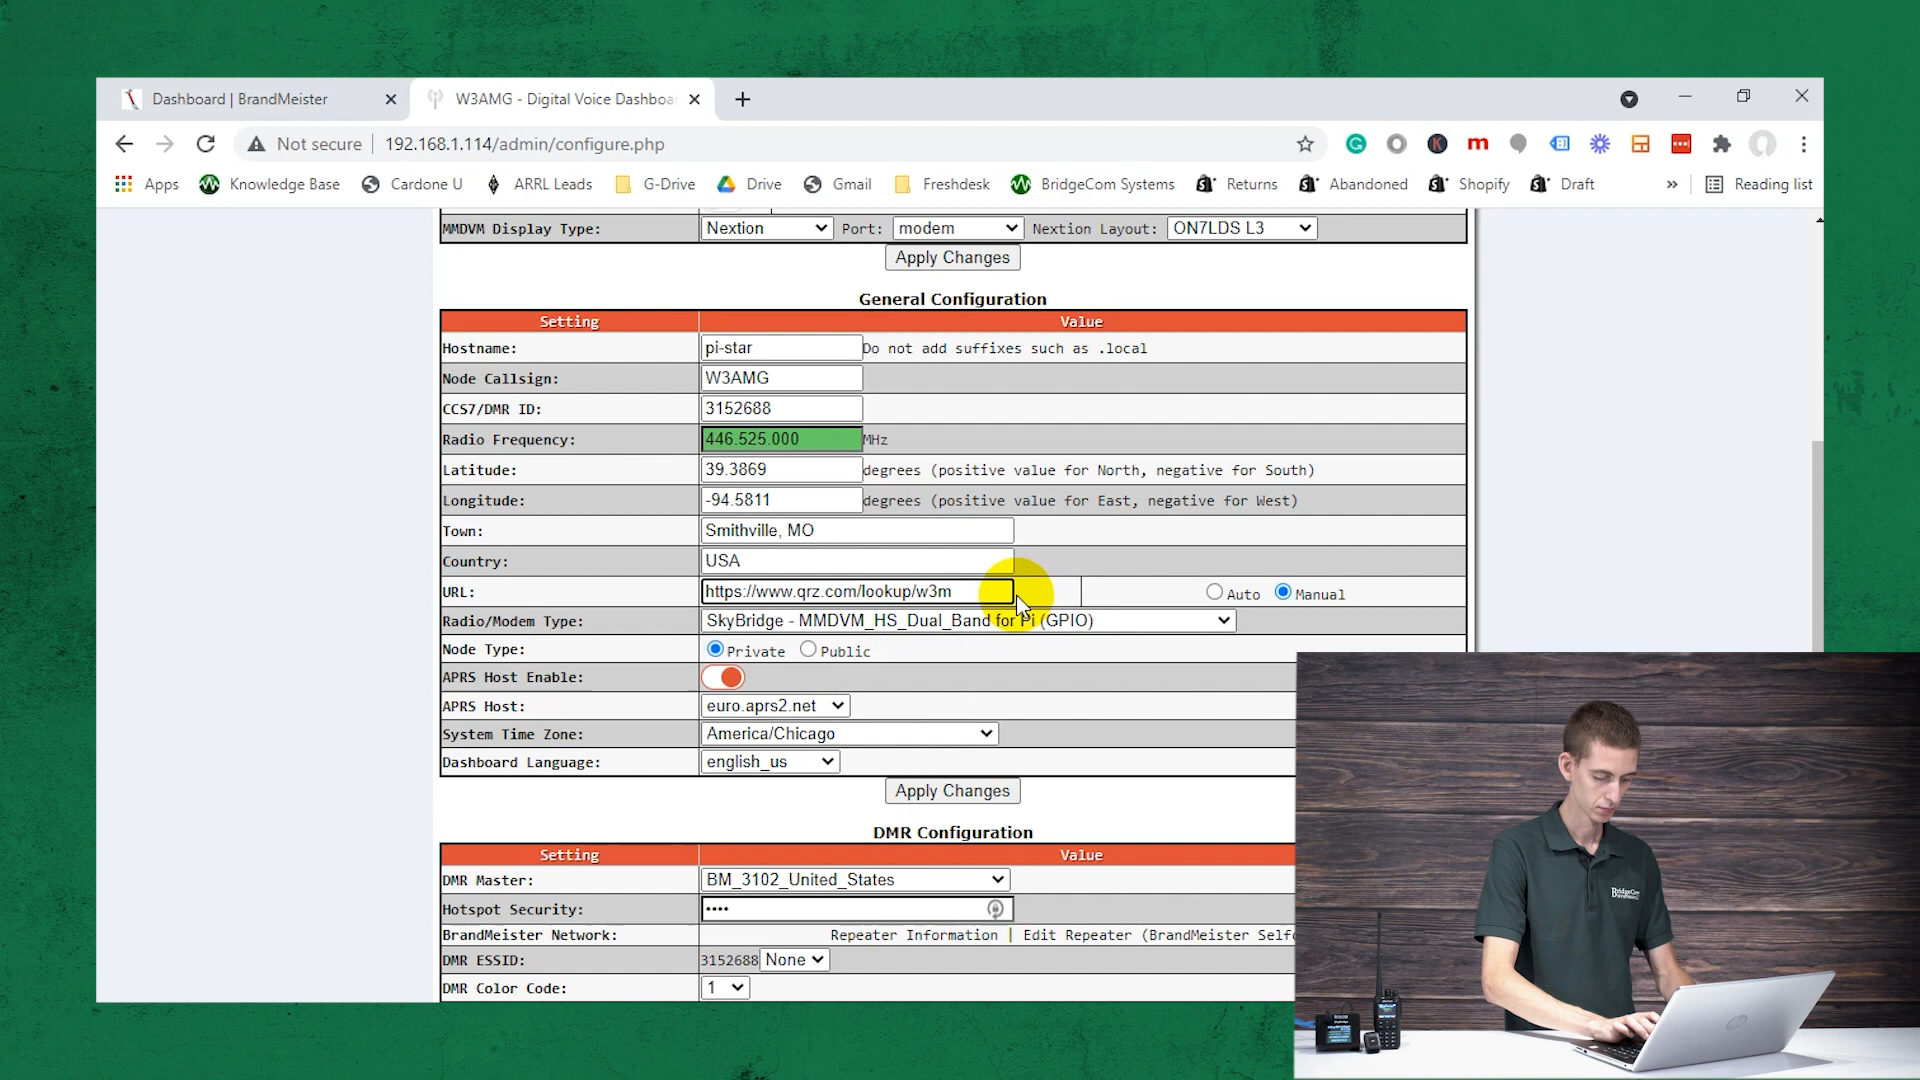 Dashboard | BrandMeister
W3AMG - Digital Voice Dashboar
Not secure
192.168.1.114/admin/configure.php
Apps
Knowledge Base
Cardone U
ARRL Leads
G-Drive
Drive
Gmail
Freshdesk
BridgeCom Systems
Returns
Abandoned
Shopify
Draft
»
Reading list
MMDVM Display Type: Nextion Port: modem Nextion Layout: ON7LDS L3
Apply Changes
General Configuration
Setting Value
Hostname: pi-star Do not add suffixes such as .local
Node Callsign: W3AMG
CCS7/DMR ID: 3152688
Radio Frequency: 446.525.000 MHz
Latitude: 39.3869 degrees (positive value for North, negative for South)
Longitude: -94.5811 degrees (positive value for East, negative for West)
Town: Smithville, MO
Country: USA
URL: https://www.qrz.com/lookup/w3m Auto Manual
Radio/Modem Type: SkyBridge - MMDVM_HS_Dual_Band for Pi (GPIO)
Node Type: Private Public
APRS Host Enable:
APRS Host: euro.aprs2.net
System Time Zone: America/Chicago
Dashboard Language: english_us
Apply Changes
DMR Configuration
Setting Value
DMR Master: BM_3102_United_States
Hotspot Security: ••••
BrandMeister Network: Repeater Information | Edit Repeater (BrandMeister Selfc
DMR ESSID: 3152688 None
DMR Color Code: 1